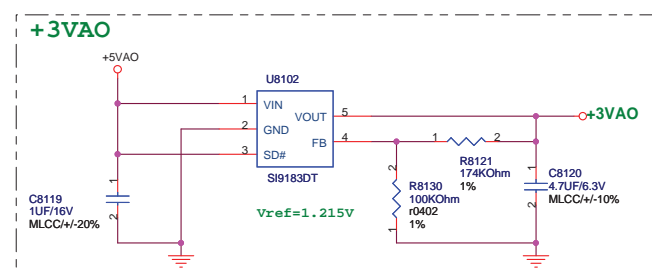 +3VAO
+5VAO
U8102
1
VIN
2
GND
3
SD#
VOUT
5
FB
4
SI9183DT
+3VAO
1
2
R8121
174KOhm
1%
1
C8119
1UF/16V
2
MLCC/+/-20%
2
R8130
100KOhm
r0402
1
1%
1
C8120
4.7UF/6.3V
MLCC/+/-10%
2
Vref=1.215V